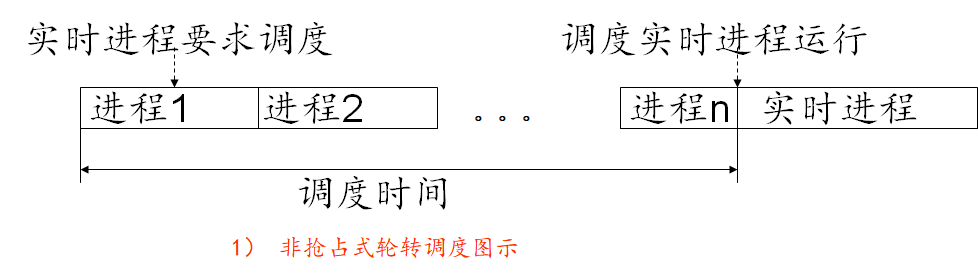 实时进程要求调度
调度实时进程运行
进程1
进程2
。。。
进程n
实时进程
调度时间
1） 非抢占式轮转调度图示